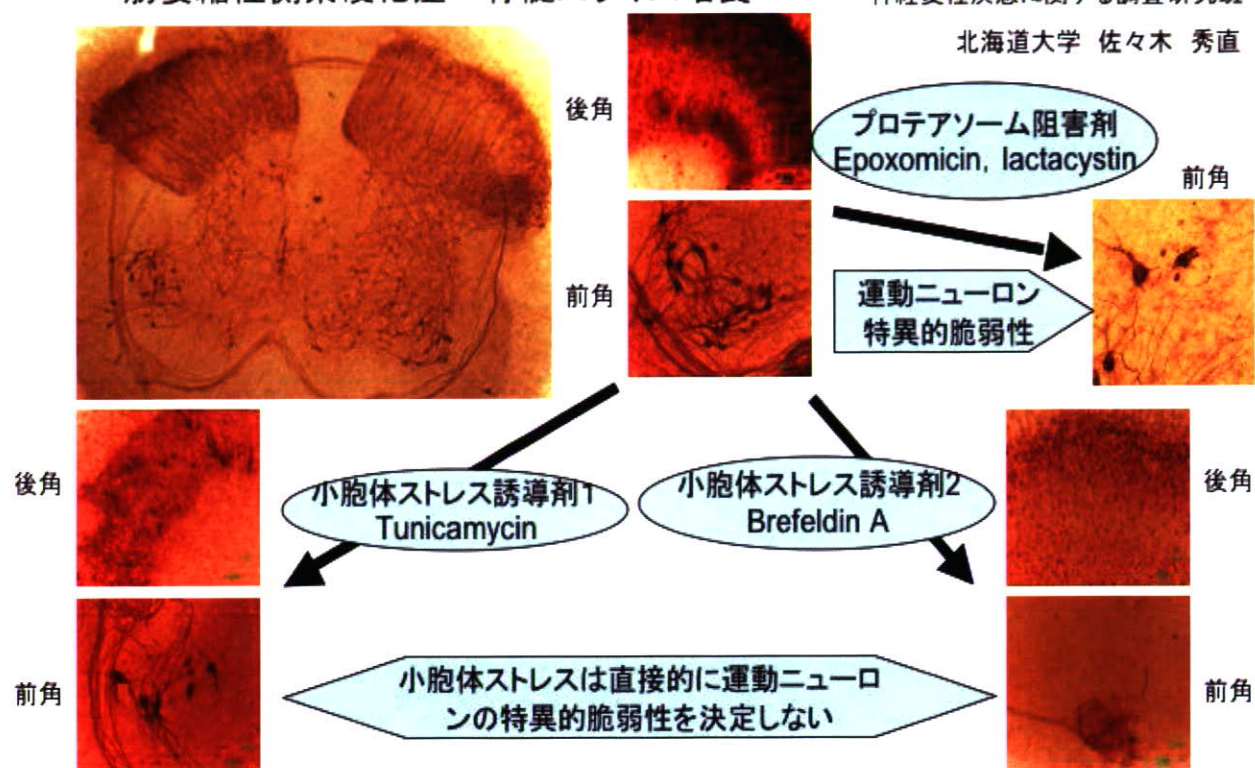 北海道大学 佐々木 秀直
後角
プロテアソーム阻害剤
Epoxomicin, lactacystin
前角
前角
運動ニューロン
特異的脆弱性
後角
小胞体ストレス誘導剤1
Tunicamycin
小胞体ストレス誘導剤2
Brefeldin A
後角
前角
小胞体ストレスは直接的に運動ニューロ
ンの特異的脆弱性を決定しない
前角